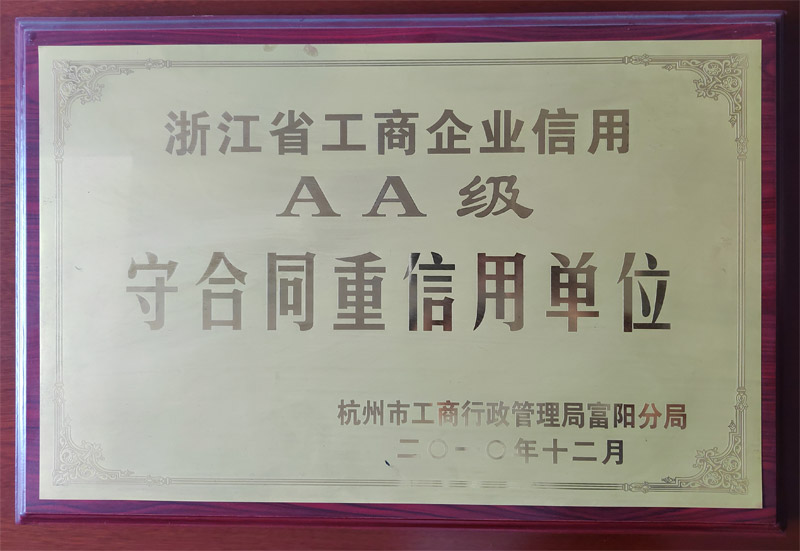 浙江省工商企业信用
AA级
守合同重信用单位
杭州市工商行政管理局富阳分局
二〇一〇年十二月